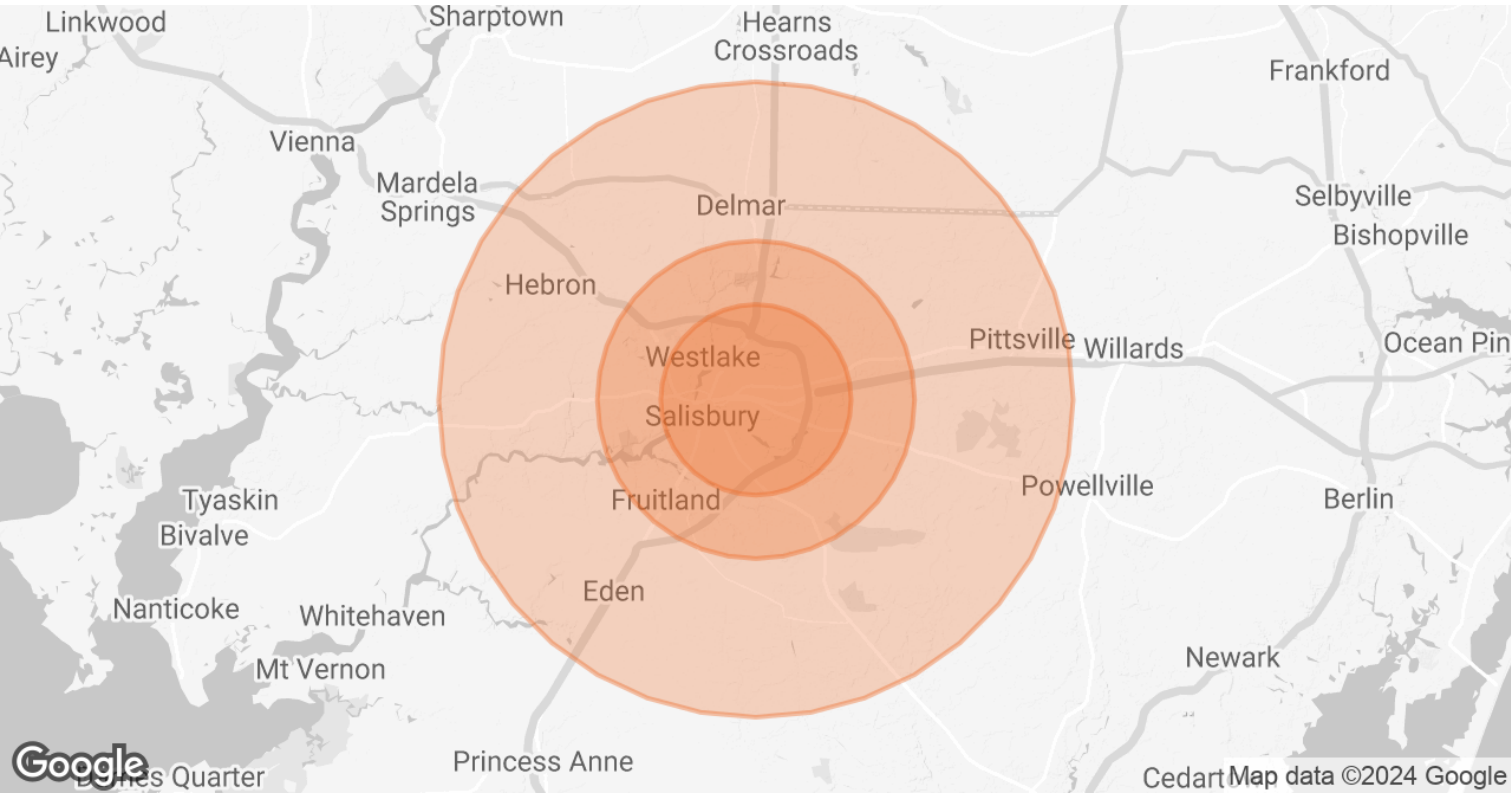 Linkwood
Sharptown
Hearns
Crossroads
Airey
Frankford
Vienna
Mardela
Springs
Delmar
Selbyville
Bishopville
Hebron
Pittsville
Willards
Ocean Pin
Westlake
Salisbury
Tyaskin
Fruitland
Powellville
Berlin
Bivalve
Eden
Nanticoke
Whitehaven
Mt Vernon
Newark
Princess Anne
Google
Quarter
Map data ©2024 Google